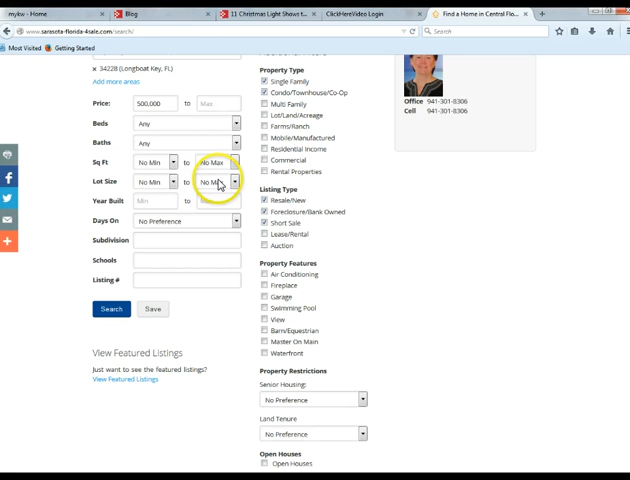 mykw - Home
Blog
11 Christmas Light Shows t...
ClickHereVideo Login
Find a Home in Central Flo...
www.sarasota-florida-4sale.com/search/
Search
Most Visited
Getting Started
× 34228 (Longboat Key, FL)
Add more areas
Price:
500,000
to
Max
Beds
Any
Baths
Any
Sq Ft
No Min
to
No Max
Lot Size
No Min
to
Year Built
Min
to
Days On
No Preference
Subdivision
Schools
Listing #
Search
Save
View Featured Listings
Just want to see the featured listings?
View Featured Listings
Property Type
Single Family
Condo/Townhouse/Co-Op
Multi Family
Lot/Land/Acreage
Farms/Ranch
Mobile/Manufactured
Residential Income
Commercial
Rental Properties
Listing Type
Resale/New
Foreclosure/Bank Owned
Short Sale
Lease/Rental
Auction
Property Features
Air Conditioning
Fireplace
Garage
Swimming Pool
View
Barn/Equestrian
Master On Main
Waterfront
Property Restrictions
Senior Housing:
No Preference
Land Tenure
No Preference
Open Houses
Open Houses
Office 941-301-8306
Cell 941-301-8306